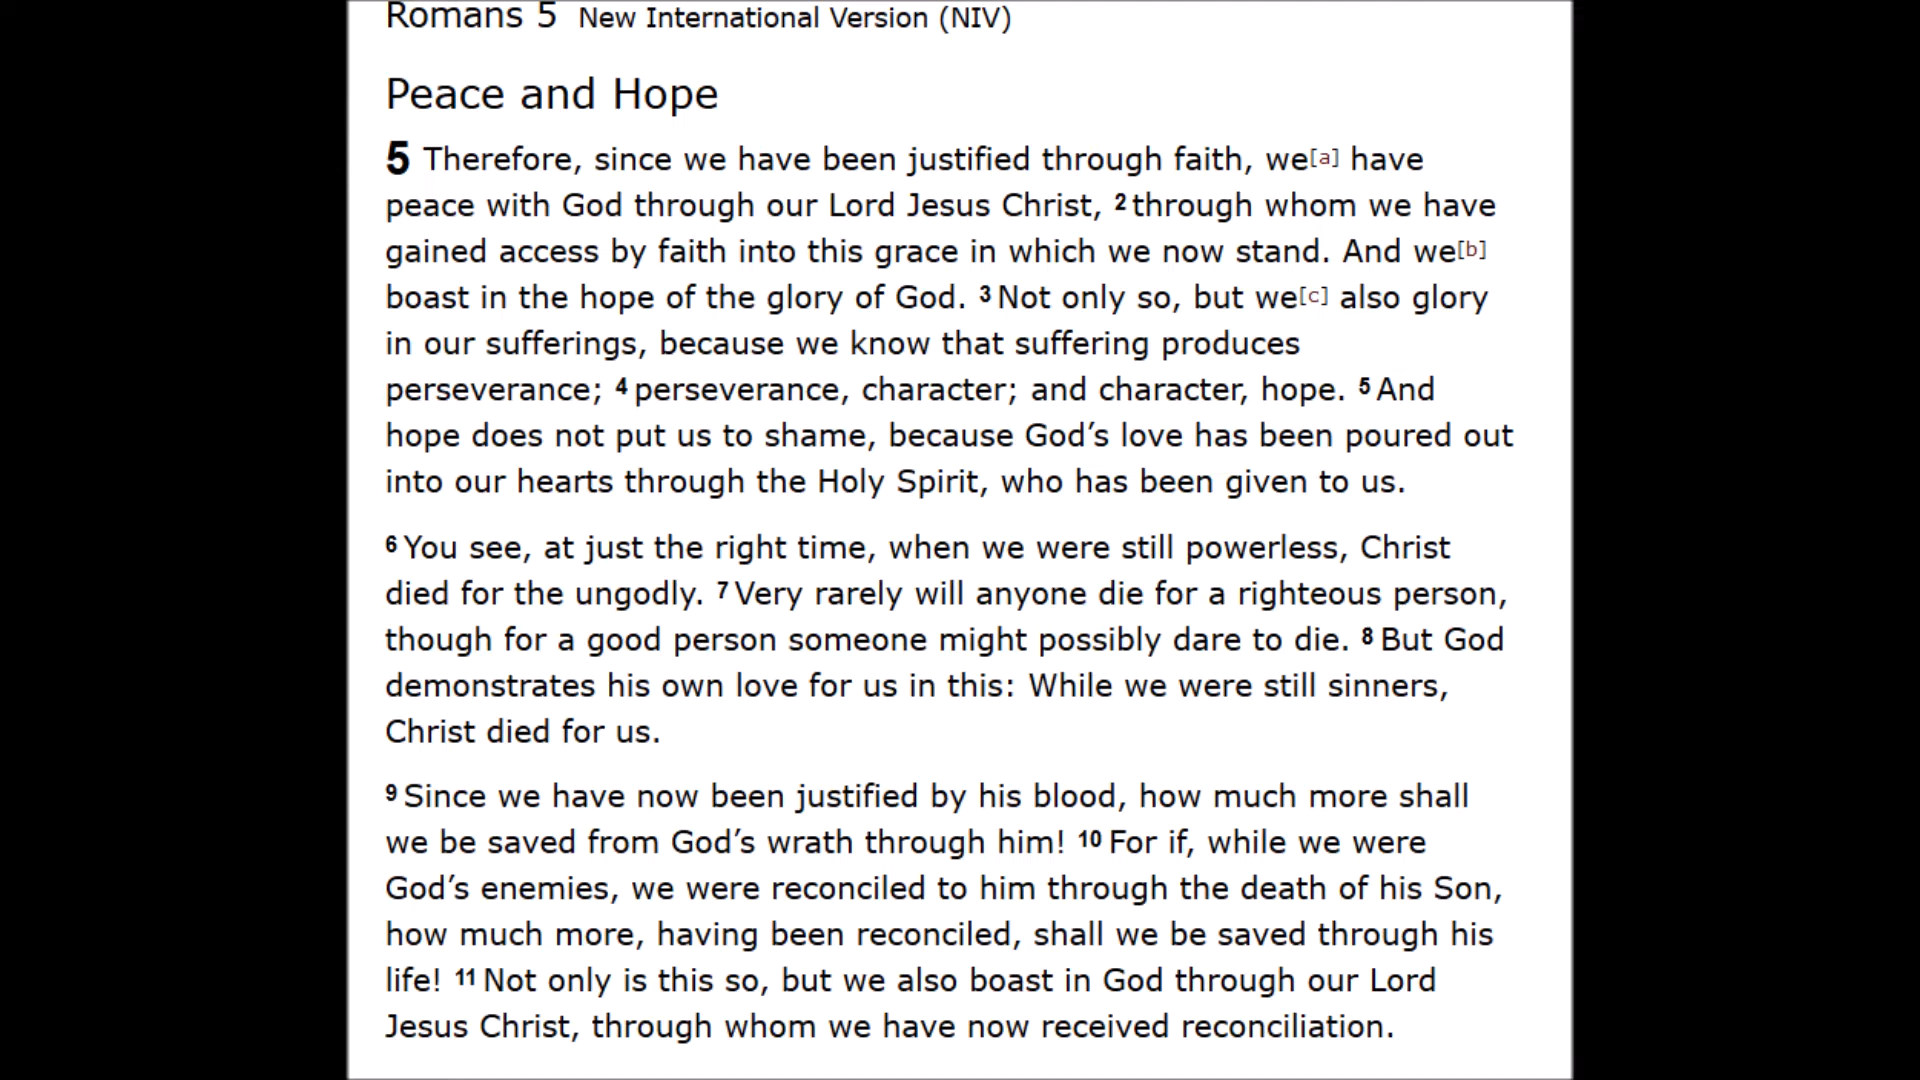 Romans 5 New International Version (NIV)
Peace and Hope
5 Therefore, since we have been justified through faith, we[a] have
peace with God through our Lord Jesus Christ, 2 through whom we have
gained access by faith into this grace in which we now stand. And we[b]
boast in the hope of the glory of God. 3 Not only so, but we[c] also glory
in our sufferings, because we know that suffering produces
perseverance; 4 perseverance, character; and character, hope. 5 And
hope does not put us to shame, because God’s love has been poured out
into our hearts through the Holy Spirit, who has been given to us.
6 You see, at just the right time, when we were still powerless, Christ
died for the ungodly. 7 Very rarely will anyone die for a righteous person,
though for a good person someone might possibly dare to die. 8 But God
demonstrates his own love for us in this: While we were still sinners,
Christ died for us.
9 Since we have now been justified by his blood, how much more shall
we be saved from God’s wrath through him! 10 For if, while we were
God’s enemies, we were reconciled to him through the death of his Son,
how much more, having been reconciled, shall we be saved through his
life! 11 Not only is this so, but we also boast in God through our Lord
Jesus Christ, through whom we have now received reconciliation.